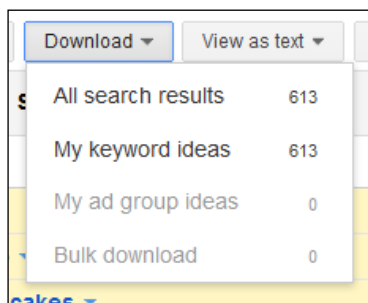 Download View as text
s
All search results 613
My keyword ideas 613
My ad group ideas 0
Bulk download 0
cakes